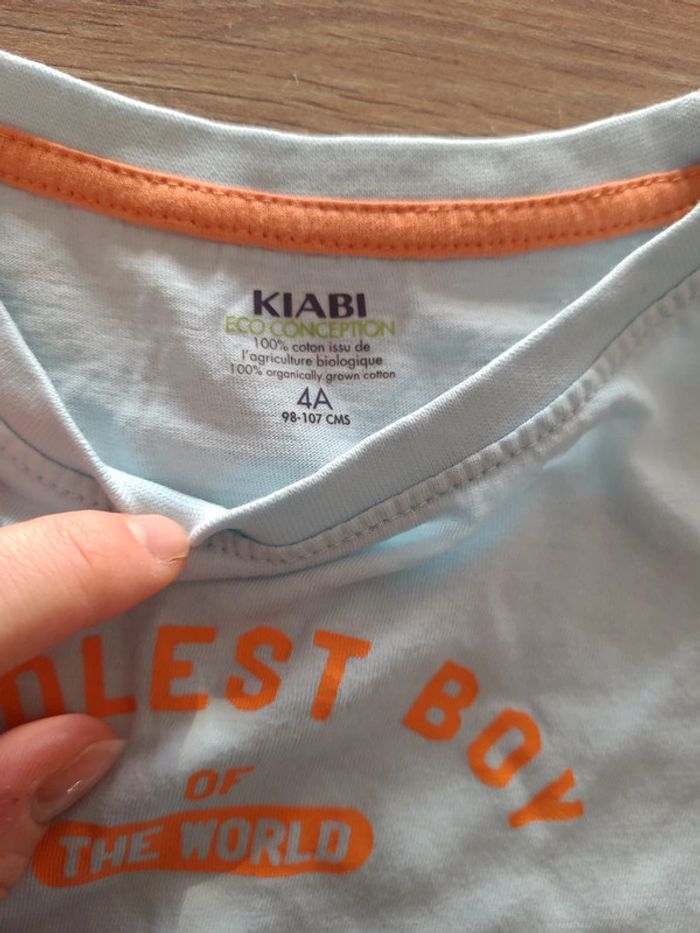 KIABI
ECO CONCEPTION
100% coton issu de
l'agriculture biologique
100% organically grown cotton
4A
98-107 CMS
BOY
OF
THE WORLD